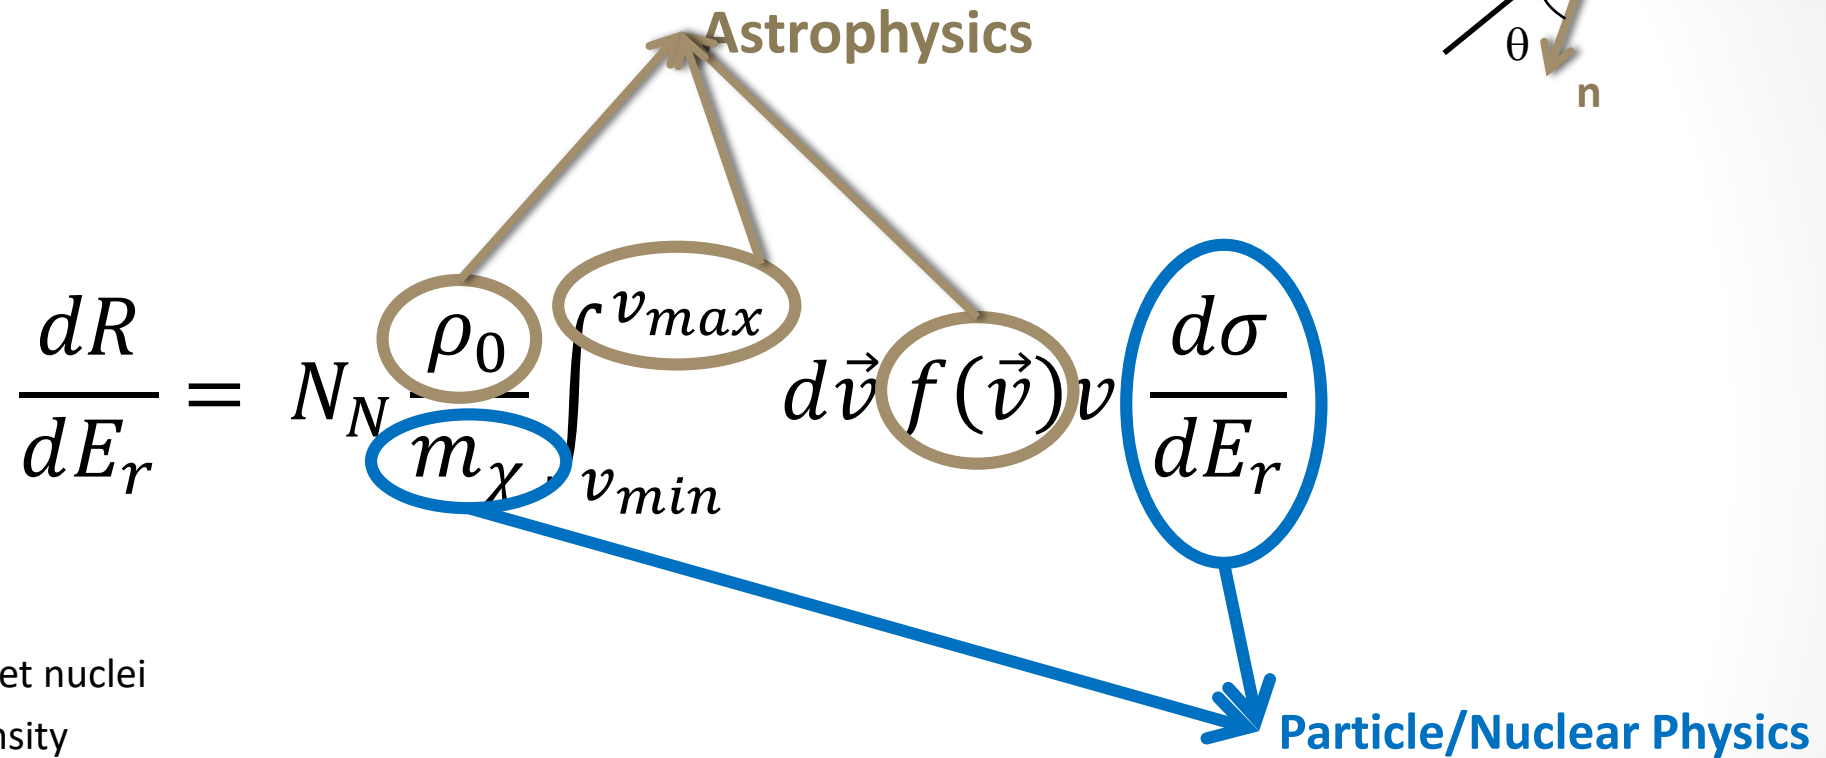 Astrophysics
θ
n
dR/dE_r = N_N ρ_0/m_χ ∫_{v_min}^{v_max} dv⃗ f(v⃗) v dσ/dE_r
et nuclei
nsity
Particle/Nuclear Physics